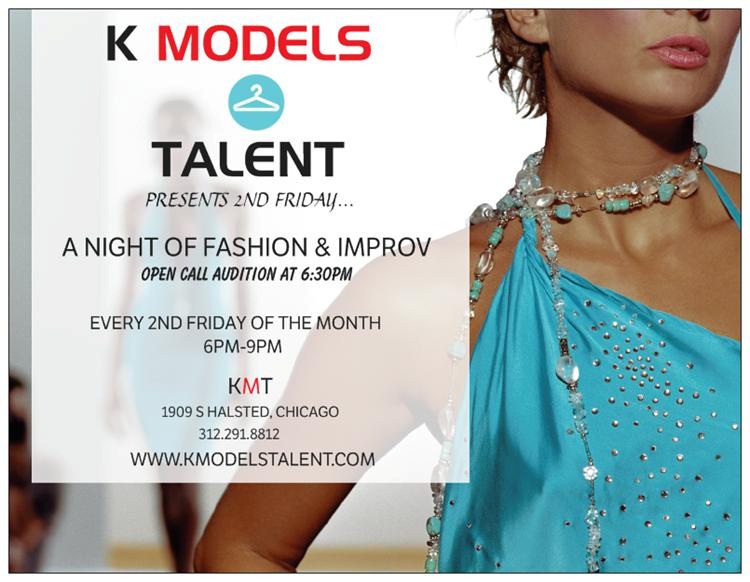 K MODELS
TALENT
PRESENTS 2ND FRIDAY...
A NIGHT OF FASHION & IMPROV
OPEN CALL AUDITION AT 6:30PM
EVERY 2ND FRIDAY OF THE MONTH
6PM-9PM
KMT
1909 S HALSTED, CHICAGO
312.291.8812
WWW.KMODELSTALENT.COM